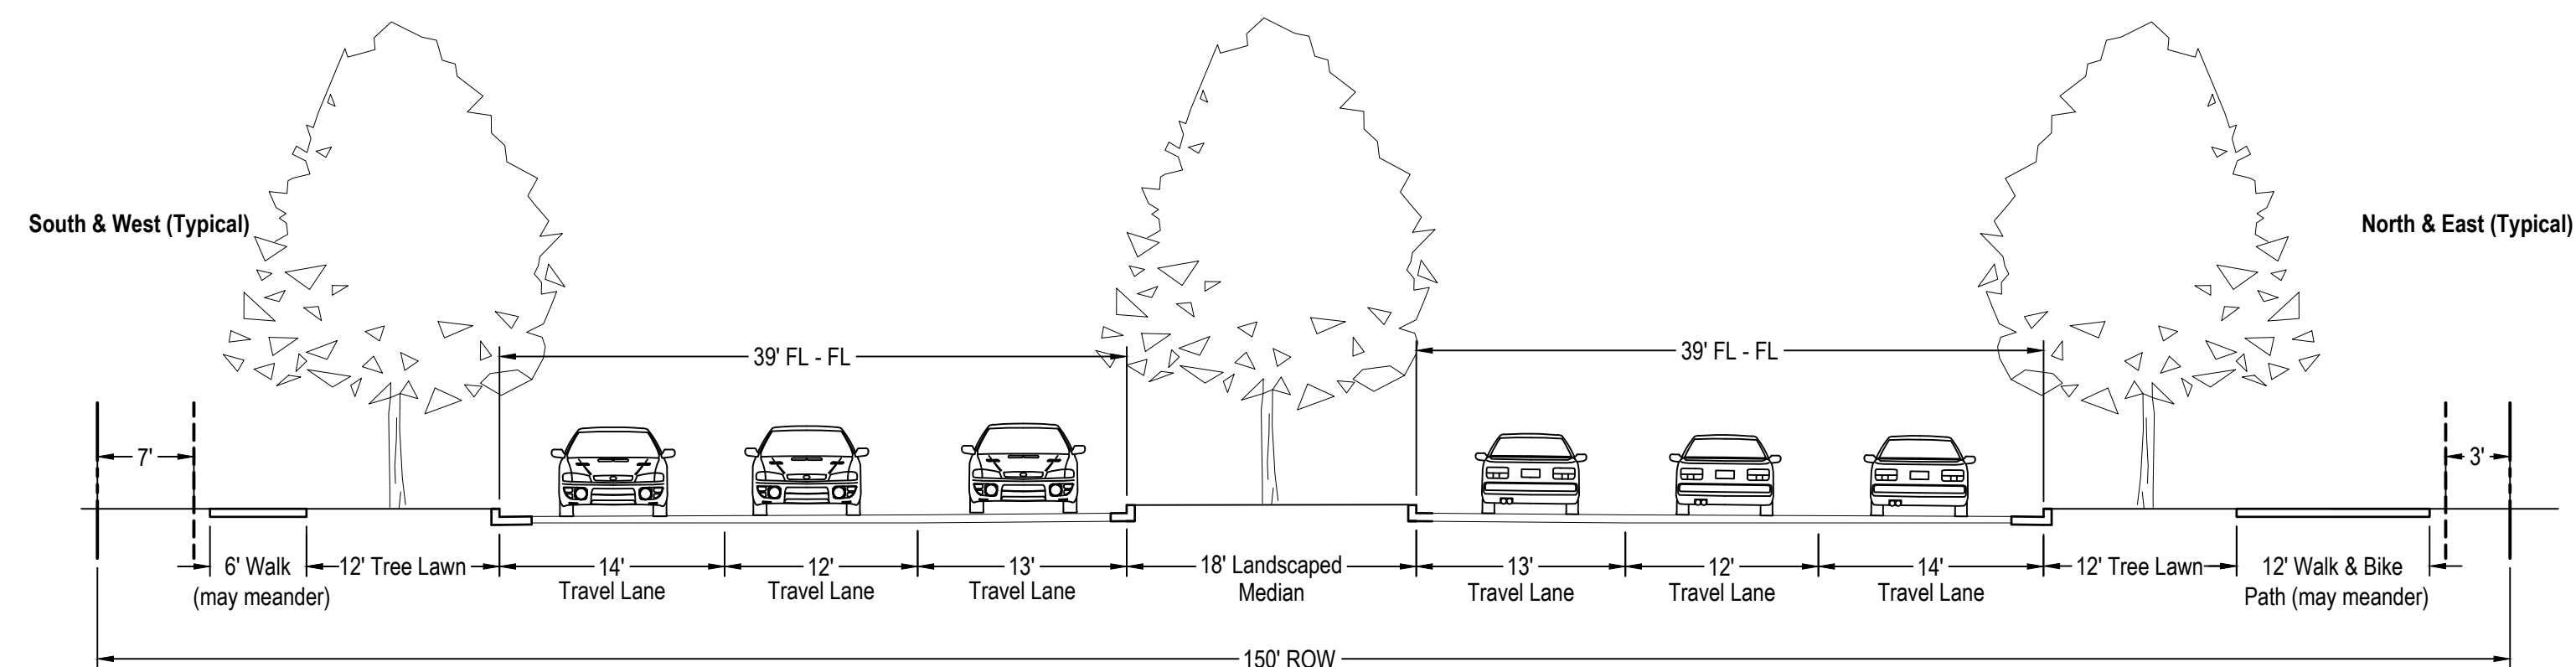 South & West (Typical)
North & East (Typical)
39' FL - FL
39' FL - FL
7'
3'
6' Walk
(may meander)
12' Tree Lawn
14'
Travel Lane
12'
Travel Lane
13'
Travel Lane
18' Landscaped
Median
13'
Travel Lane
12'
Travel Lane
14'
Travel Lane
12' Tree Lawn
12' Walk & Bike
Path (may meander)
150' ROW